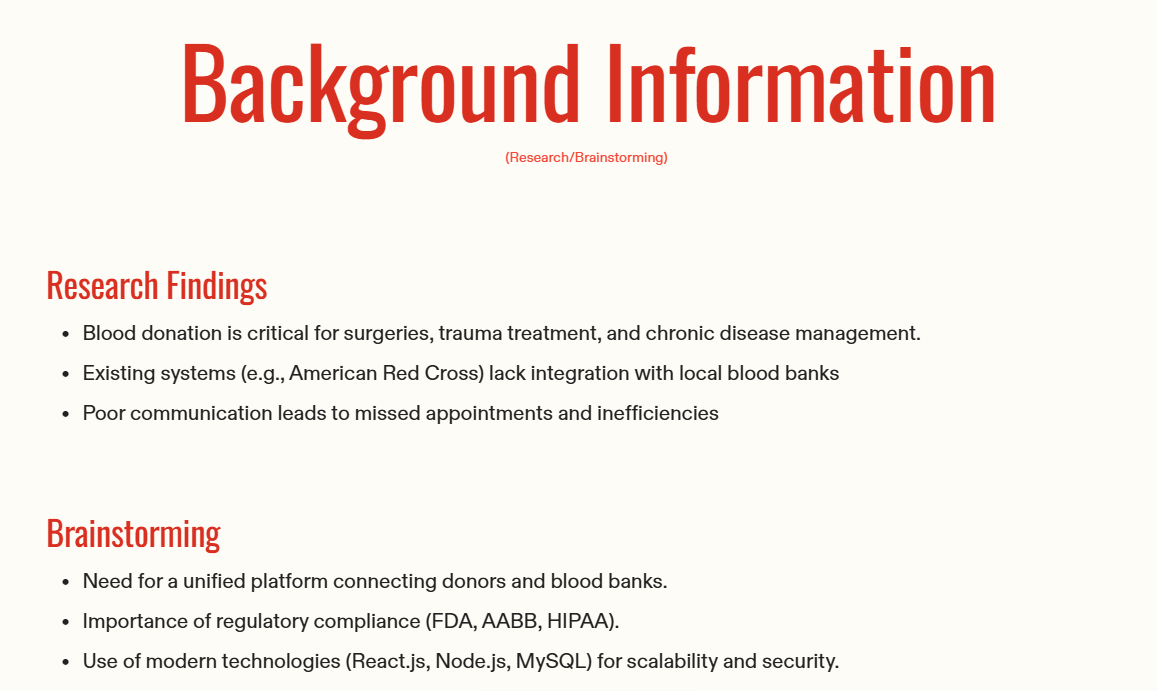 Background Information
(Research/Brainstorming)
Research Findings
• Blood donation is critical for surgeries, trauma treatment, and chronic disease management.
• Existing systems (e.g., American Red Cross) lack integration with local blood banks
• Poor communication leads to missed appointments and inefficiencies
Brainstorming
• Need for a unified platform connecting donors and blood banks.
• Importance of regulatory compliance (FDA, AABB, HIPAA).
• Use of modern technologies (React.js, Node.js, MySQL) for scalability and security.